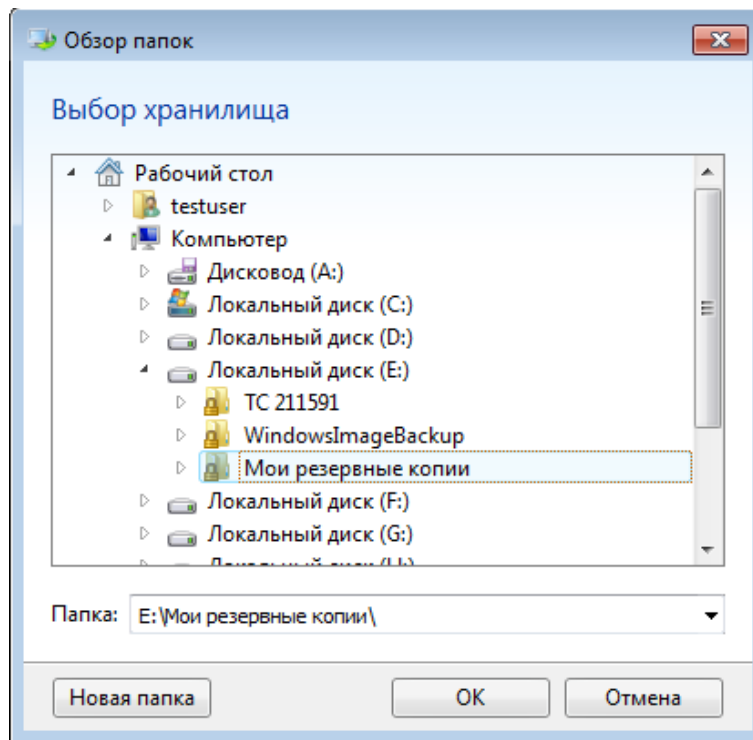 Обзор папок
Выбор хранилища
Рабочий стол
testuser
Компьютер
Дисковод (A:)
Локальный диск (C:)
Локальный диск (D:)
Локальный диск (E:)
TC 211591
WindowsImageBackup
Мои резервные копии
Локальный диск (F:)
Локальный диск (G:)
Папка: E:\Мои резервные копии\
Новая папка OK Отмена